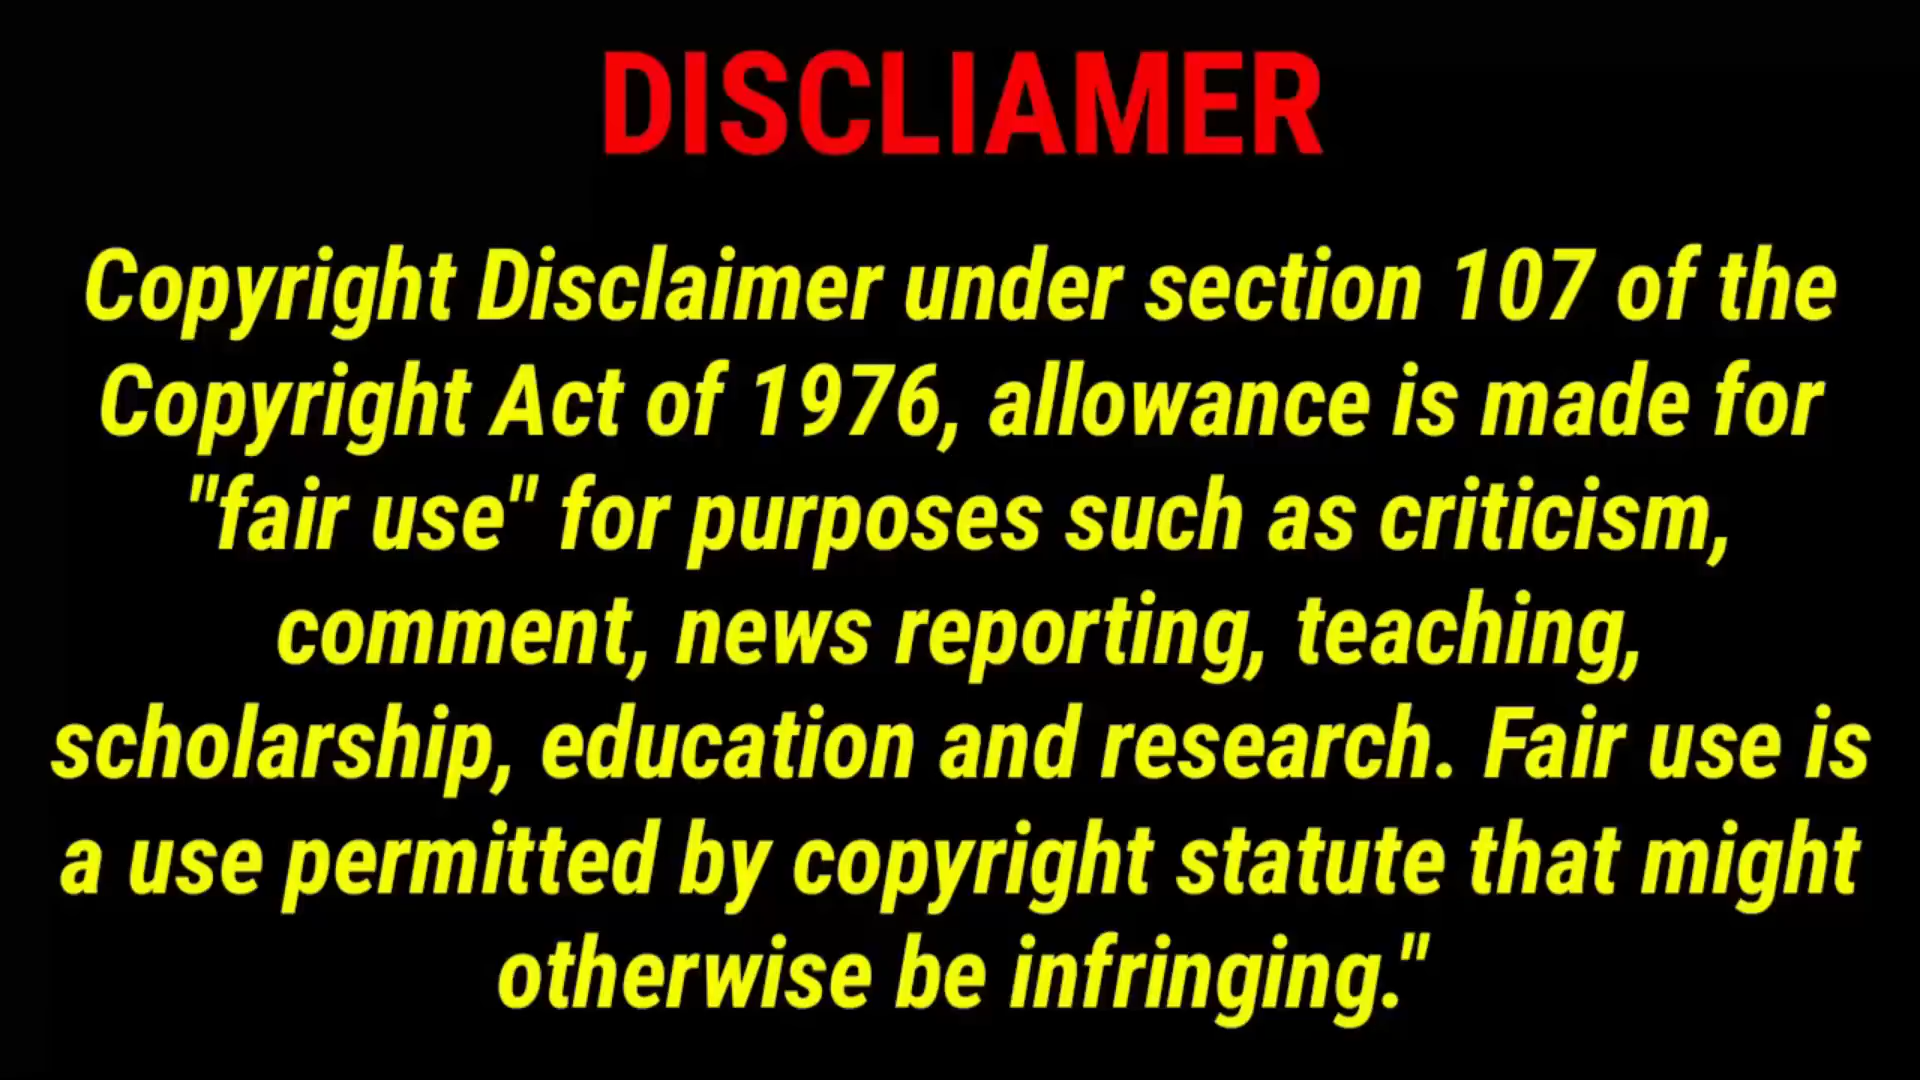 DISCLIAMER
Copyright Disclaimer under section 107 of the
Copyright Act of 1976, allowance is made for
"fair use" for purposes such as criticism,
comment, news reporting, teaching,
scholarship, education and research. Fair use is
a use permitted by copyright statute that might
otherwise be infringing."